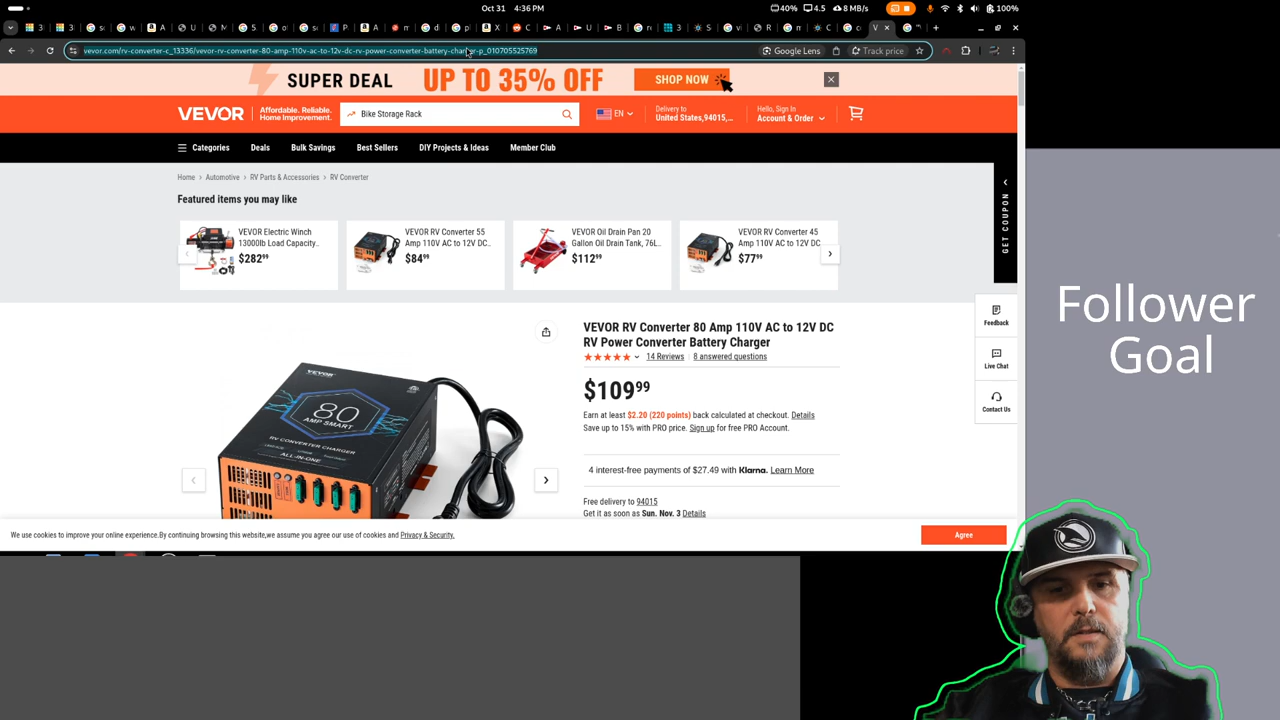 Oct 31 4:36 PM
40% 4.5 8 MB/s
100%
vevor.com/rv-converter-c_13336/vevor-rv-converter-80-amp-110v-ac-to-12v-dc-rv-power-converter-battery-charger-p_010705525769
Google Lens
Track price
SUPER DEAL UP TO 35% OFF SHOP NOW
VEVOR
Affordable. Reliable.
Home Improvement.
Bike Storage Rack
EN
Delivery to
United States,94015,...
Hello, Sign In
Account & Order
Categories
Deals
Bulk Savings
Best Sellers
DIY Projects & Ideas
Member Club
GET COUPON
Home > Automotive > RV Parts & Accessories > RV Converter
Featured items you may like
VEVOR Electric Winch
13000lb Load Capacity..
$282⁹⁹
VEVOR RV Converter 55
Amp 110V AC to 12V DC..
$84⁹⁹
VEVOR Oil Drain Pan 20
Gallon Oil Drain Tank, 76L..
$112⁹⁹
VEVOR RV Converter 45
Amp 110V AC to 12V DC
$77⁹⁹
Feedback
Live Chat
Contact Us
VEVOR RV Converter 80 Amp 110V AC to 12V DC
RV Power Converter Battery Charger
14 Reviews
8 answered questions
$109⁹⁹
Earn at least $2.20 (220 points) back calculated at checkout. Details
Save up to 15% with PRO price. Sign up for free PRO Account.
4 interest-free payments of $27.49 with Klarna. Learn More
Free delivery to 94015
Get it as soon as Sun. Nov. 3 Details
VEVOR
80
AMP SMART
RV CONVERTER CHARGER
ALL-IN-ONE
We use cookies to improve your online experience.By continuing browsing this website,we assume you agree our use of cookies and Privacy & Security.
Agree
Follower
Goal